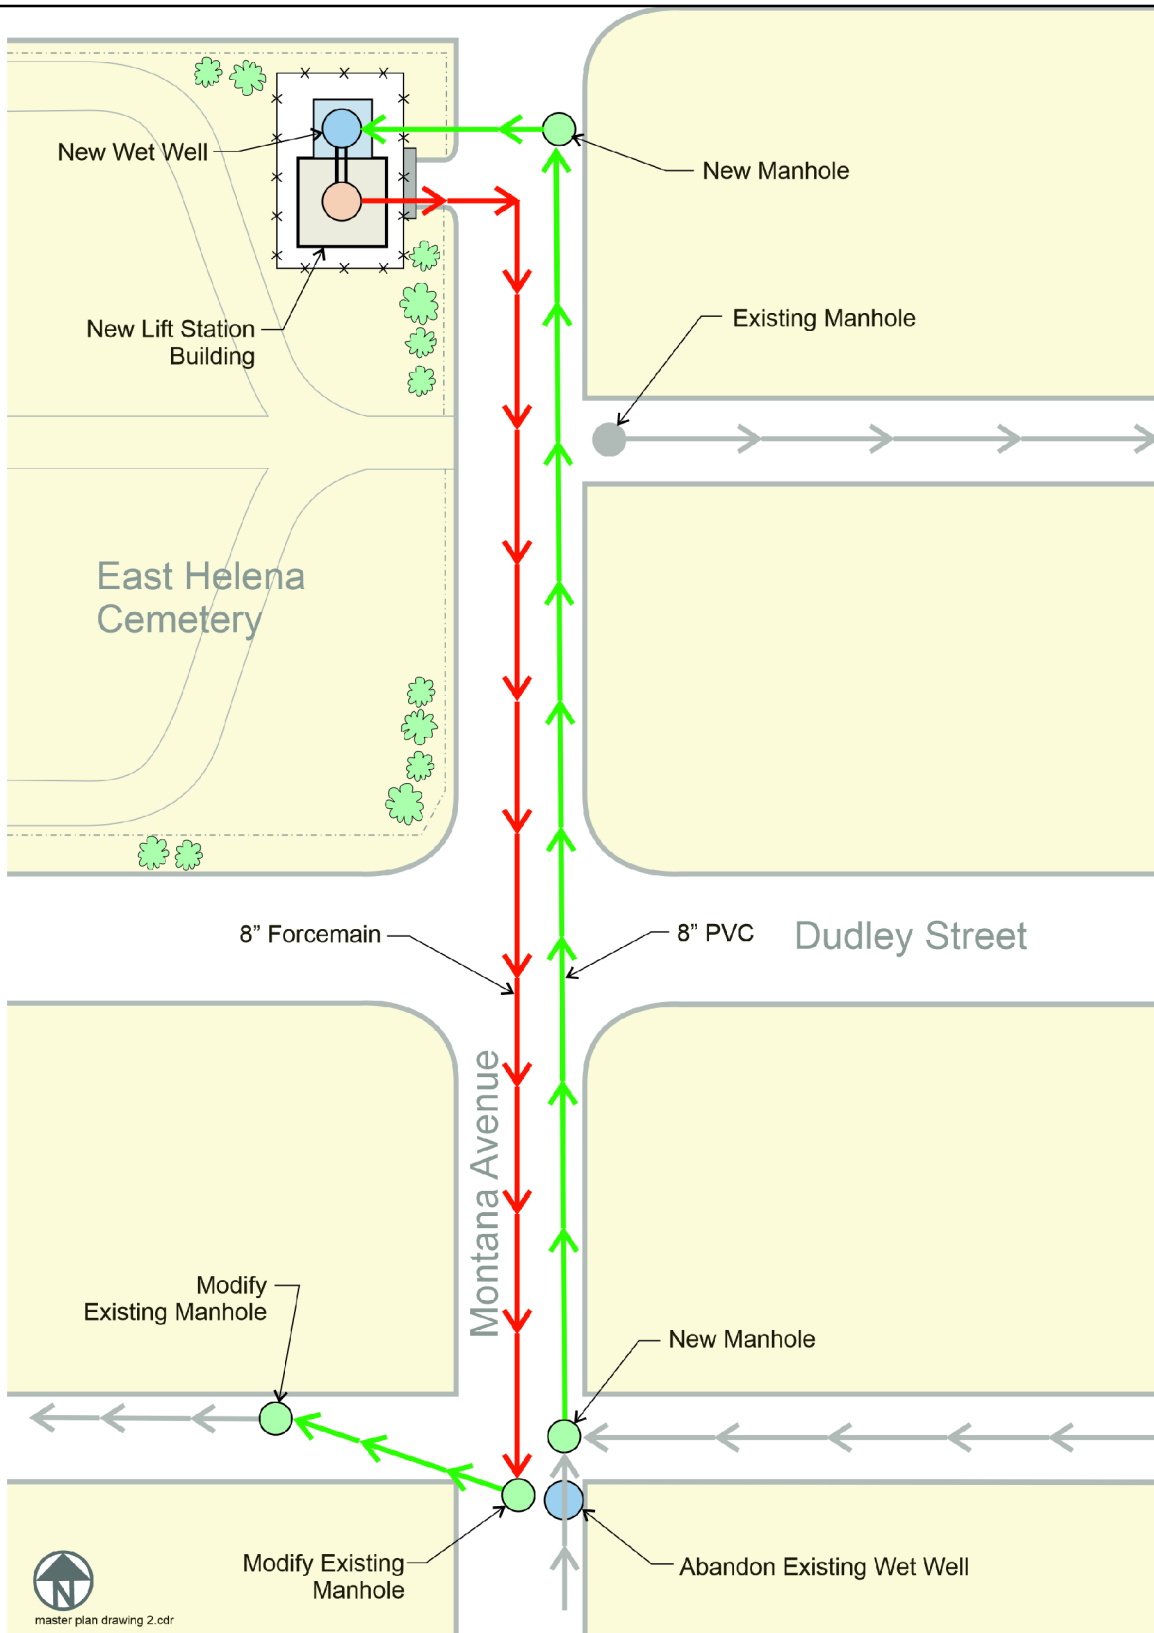 New Wet Well
New Manhole
Existing Manhole
New Lift Station
Building
East Helena
Cemetery
8” Forcemain
8” PVC
Dudley Street
Montana Avenue
Modify
Existing Manhole
New Manhole
Modify Existing
Manhole
Abandon Existing Wet Well
N
master plan drawing 2.cdr